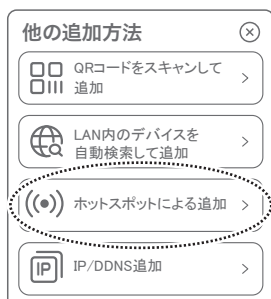 他の追加方法
QRコードをスキャンして
追加
LAN内のデバイスを
自動検索して追加
ホットスポットによる追加
IP
IP/DDNS追加